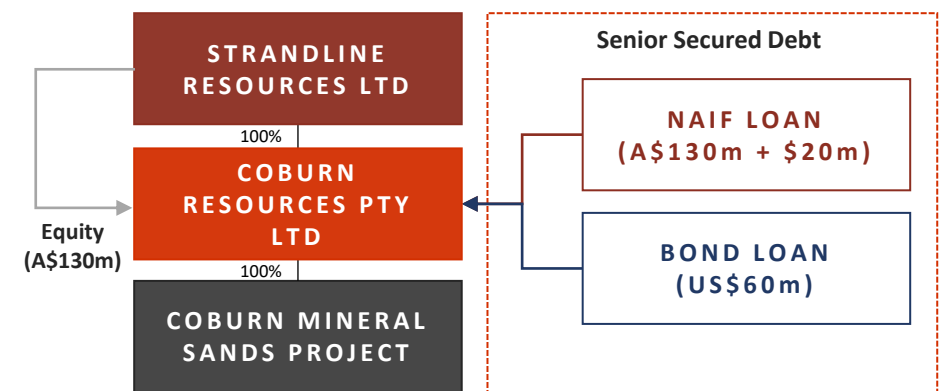 STRANDLINE
RESOURCES LTD
100%
COBURN
RESOURCES PTY
LTD
Equity
(A$130m)
100%
COBURN MINERAL
SANDS PROJECT
Senior Secured Debt
NAIF LOAN
(A$130m + $20m)
BOND LOAN
(US$60m)